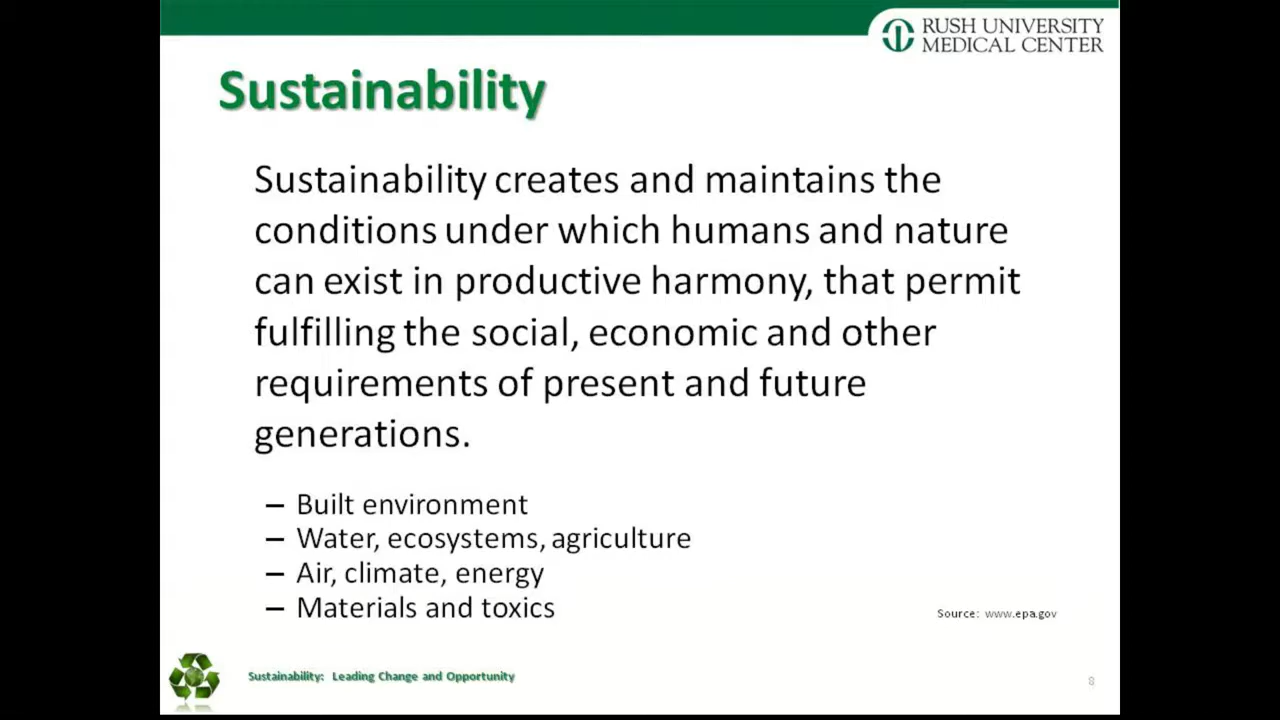 RUSH UNIVERSITY
MEDICAL CENTER
Sustainability
Sustainability creates and maintains the
conditions under which humans and nature
can exist in productive harmony, that permit
fulfilling the social, economic and other
requirements of present and future
generations.
– Built environment
– Water, ecosystems, agriculture
– Air, climate, energy
– Materials and toxics
Source: www.epa.gov
Sustainability: Leading Change and Opportunity
8